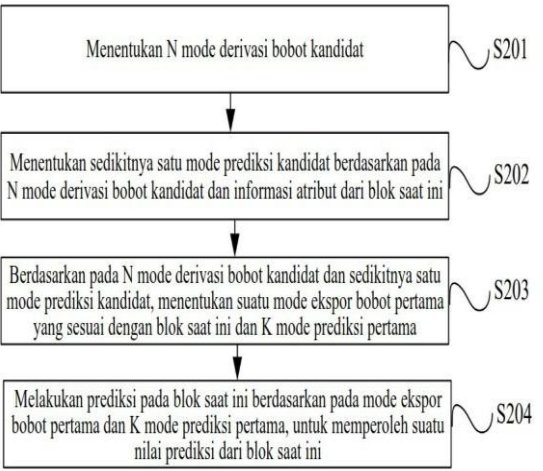 Menentukan N mode derivasi bobot kandidat
S201
Menentukan sedikitnya satu mode prediksi kandidat berdasarkan pada
N mode derivasi bobot kandidat dan informasi atribut dari blok saat ini
S202
Berdasarkan pada N mode derivasi bobot kandidat dan sedikitnya satu
mode prediksi kandidat, menentukan suatu mode ekspor bobot pertama
yang sesuai dengan blok saat ini dan K mode prediksi pertama
S203
Melakukan prediksi pada blok saat ini berdasarkan pada mode ekspor
bobot pertama dan K mode prediksi pertama, untuk memperoleh suatu
nilai prediksi dari blok saat ini
S204